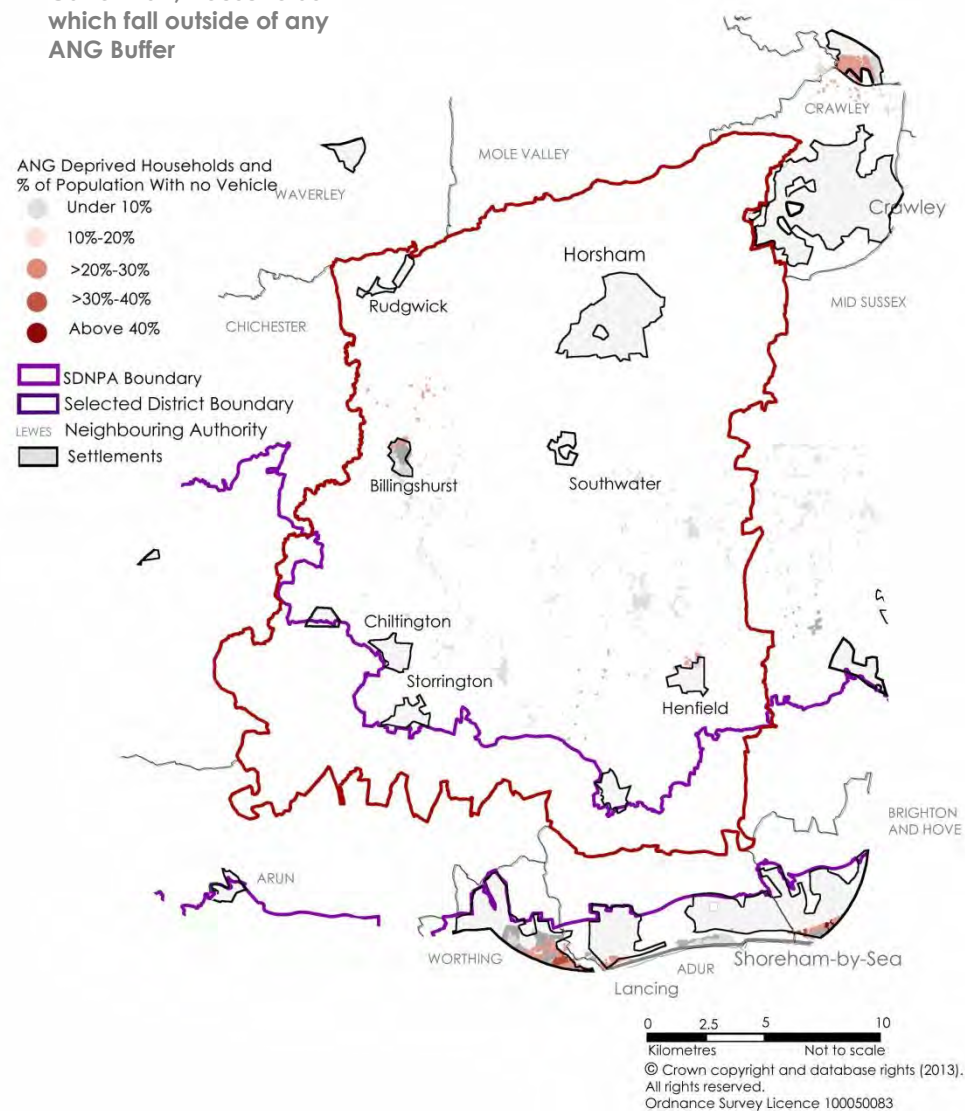 which fall outside of any
ANG Buffer
ANG Deprived Households and
% of Population With no Vehicle
Under 10%
10%-20%
>20%-30%
>30%-40%
Above 40%
SDNPA Boundary
Selected District Boundary
LEWES Neighbouring Authority
Settlements
CRAWLEY
MOLE VALLEY
WAVERLEY
Crawley
Horsham
Rudgwick
MID SUSSEX
CHICHESTER
Billingshurst
Southwater
Chiltington
Storrington
Henfield
BRIGHTON
AND HOVE
ARUN
WORTHING
ADUR
Shoreham-by-Sea
Lancing
0 2.5 5 10
Kilometres Not to scale
© Crown copyright and database rights (2013).
All rights reserved.
Ordnance Survey Licence 100050083